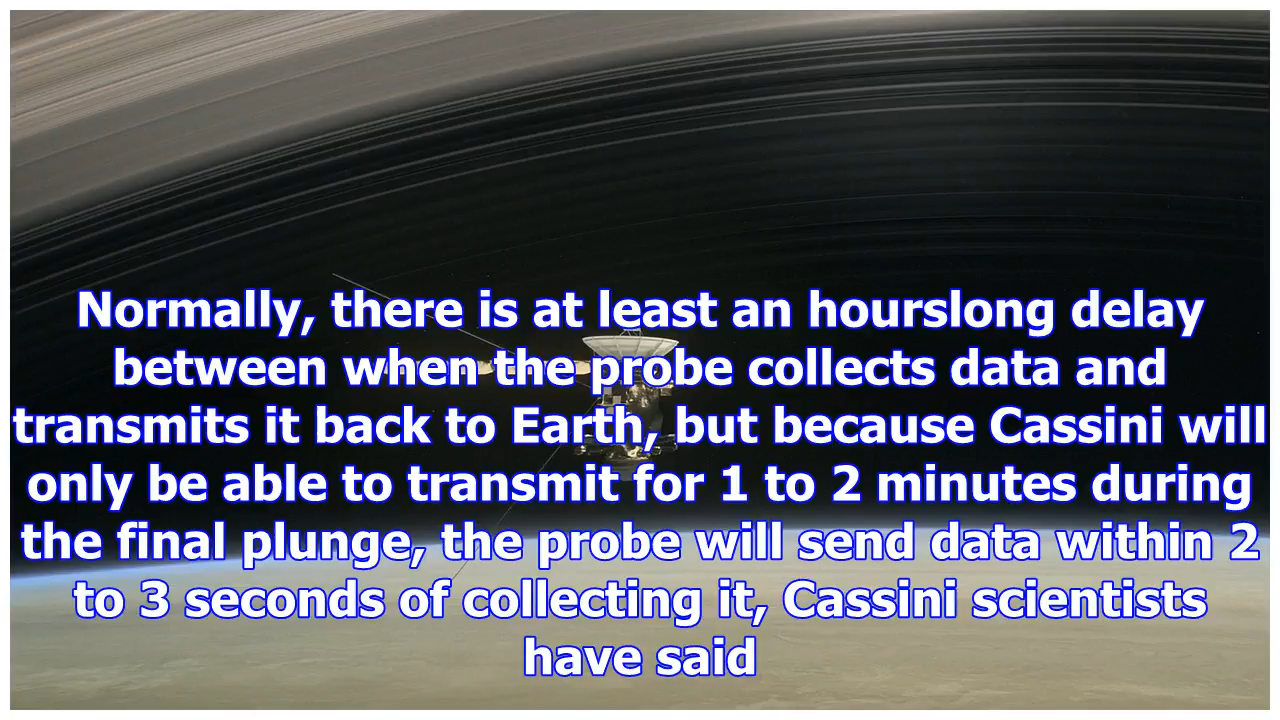 Normally, there is at least an hourslong delay
between when the probe collects data and
transmits it back to Earth, but because Cassini will
only be able to transmit for 1 to 2 minutes during
the final plunge, the probe will send data within 2
to 3 seconds of collecting it, Cassini scientists
have said